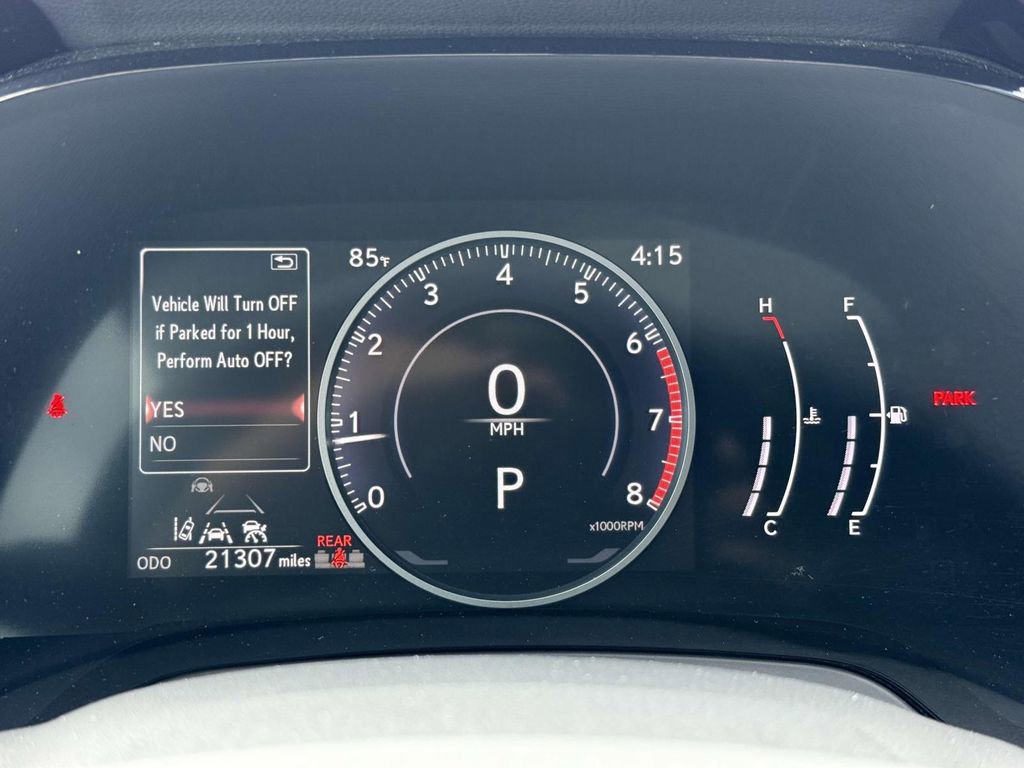 85°F
4:15
Vehicle Will Turn OFF
if Parked for 1 Hour,
Perform Auto OFF?
YES
NO
0
1
2
3
4
5
6
7
8
0
MPH
P
x1000RPM
H
C
F
E
PARK
REAR
ODO 21307 miles